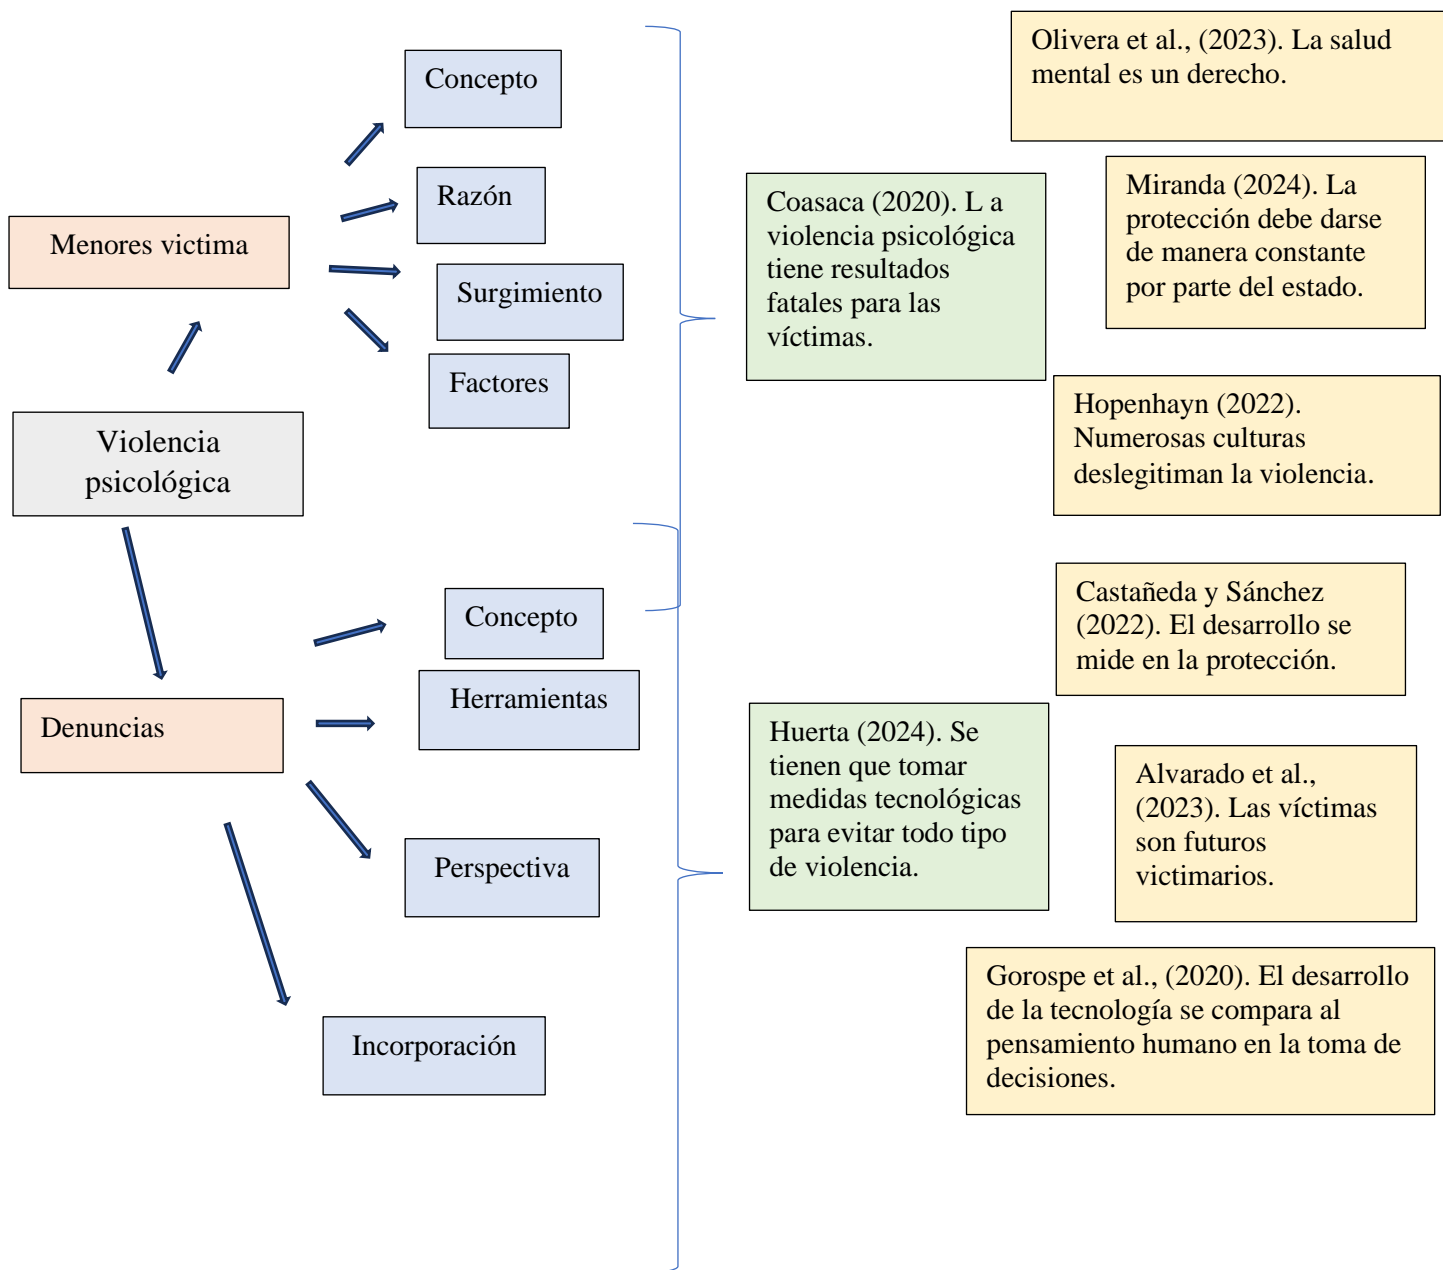 Concepto
Razón
Menores victima
Surgimiento
Factores
Violencia
psicológica
Concepto
Herramientas
Denuncias
Perspectiva
Incorporación
Coasaca (2020). L a
violencia psicológica
tiene resultados
fatales para las
víctimas.
Huerta (2024). Se
tienen que tomar
medidas tecnológicas
para evitar todo tipo
de violencia.
Olivera et al., (2023). La salud
mental es un derecho.
Miranda (2024). La
protección debe darse
de manera constante
por parte del estado.
Hopenhayn (2022).
Numerosas culturas
deslegitiman la violencia.
Castañeda y Sánchez
(2022). El desarrollo se
mide en la protección.
Alvarado et al.,
(2023). Las víctimas
son futuros
victimarios.
Gorospe et al., (2020). El desarrollo
de la tecnología se compara al
pensamiento humano en la toma de
decisiones.